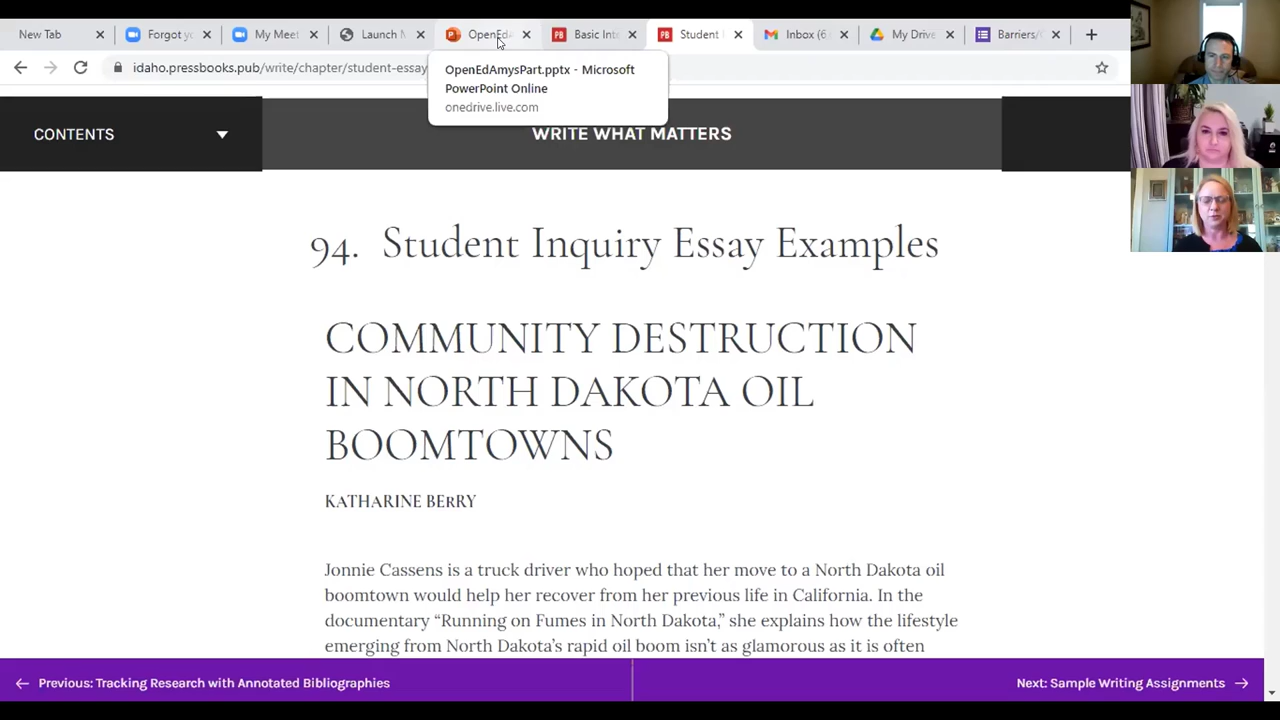 New Tab
Forgot yo
My Meet
Launch M
OpenEdA
Basic Inte
Student I
Inbox (6
My Drive
Barriers/C
idaho.pressbooks.pub/write/chapter/student-essay
OpenEdAmysPart.pptx - Microsoft
PowerPoint Online
onedrive.live.com
CONTENTS
WRITE WHAT MATTERS
94. Student Inquiry Essay Examples
COMMUNITY DESTRUCTION
IN NORTH DAKOTA OIL
BOOMTOWNS
KATHARINE BERRY
Jonnie Cassens is a truck driver who hoped that her move to a North Dakota oil
boomtown would help her recover from her previous life in California. In the
documentary “Running on Fumes in North Dakota,” she explains how the lifestyle
emerging from North Dakota’s rapid oil boom isn’t as glamorous as it is often
Previous: Tracking Research with Annotated Bibliographies
Next: Sample Writing Assignments